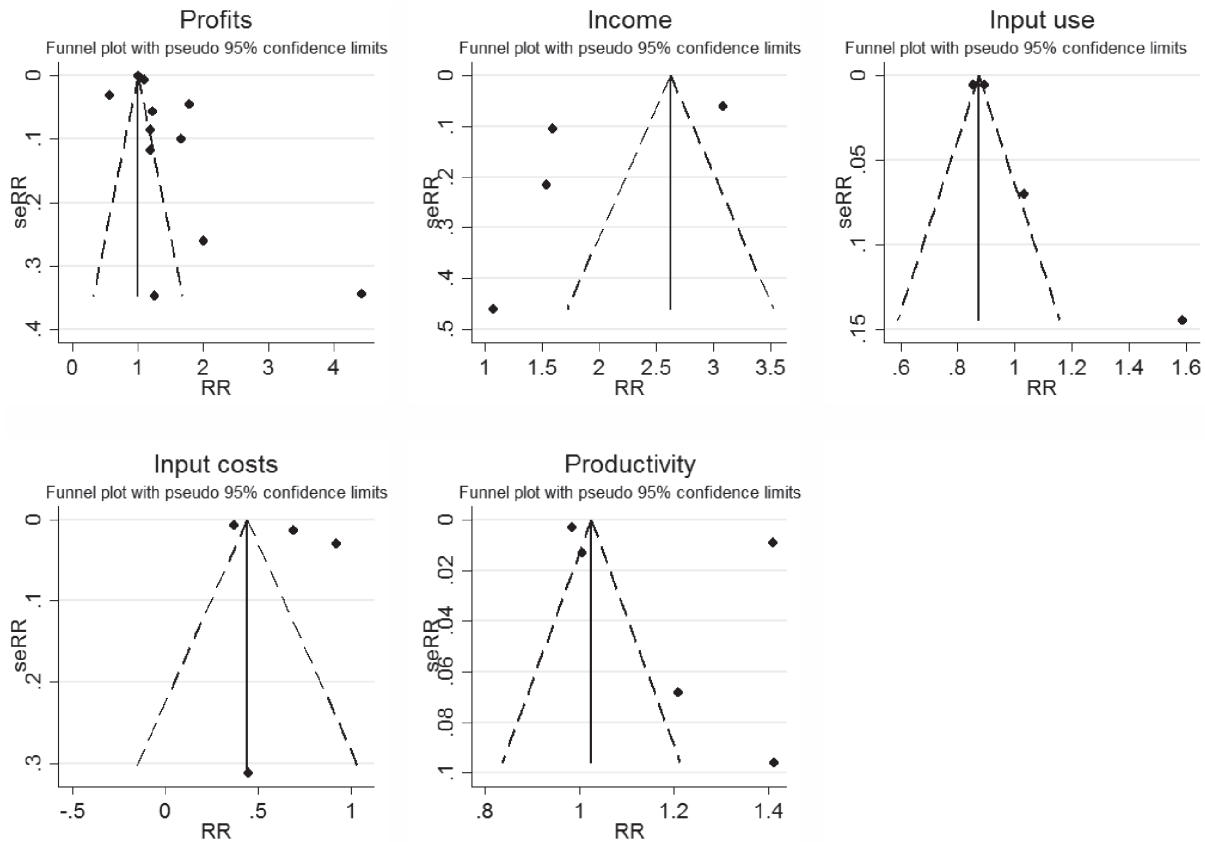 Profits
Funnel plot with pseudo 95% confidence limits
0
.1
.2
.3
.4
seRR
0 1 2 3 4
RR
Income
Funnel plot with pseudo 95% confidence limits
0
.1
.2
.3
.4
.5
seRR
1 1.5 2 2.5 3 3.5
RR
Input use
Funnel plot with pseudo 95% confidence limits
0
.05
.1
.15
seRR
.6 .8 1 1.2 1.4 1.6
RR
Input costs
Funnel plot with pseudo 95% confidence limits
0
.1
.2
.3
seRR
-.5 0 .5 1
RR
Productivity
Funnel plot with pseudo 95% confidence limits
0
.02
.04
.06
.08
.1
seRR
.8 1 1.2 1.4
RR